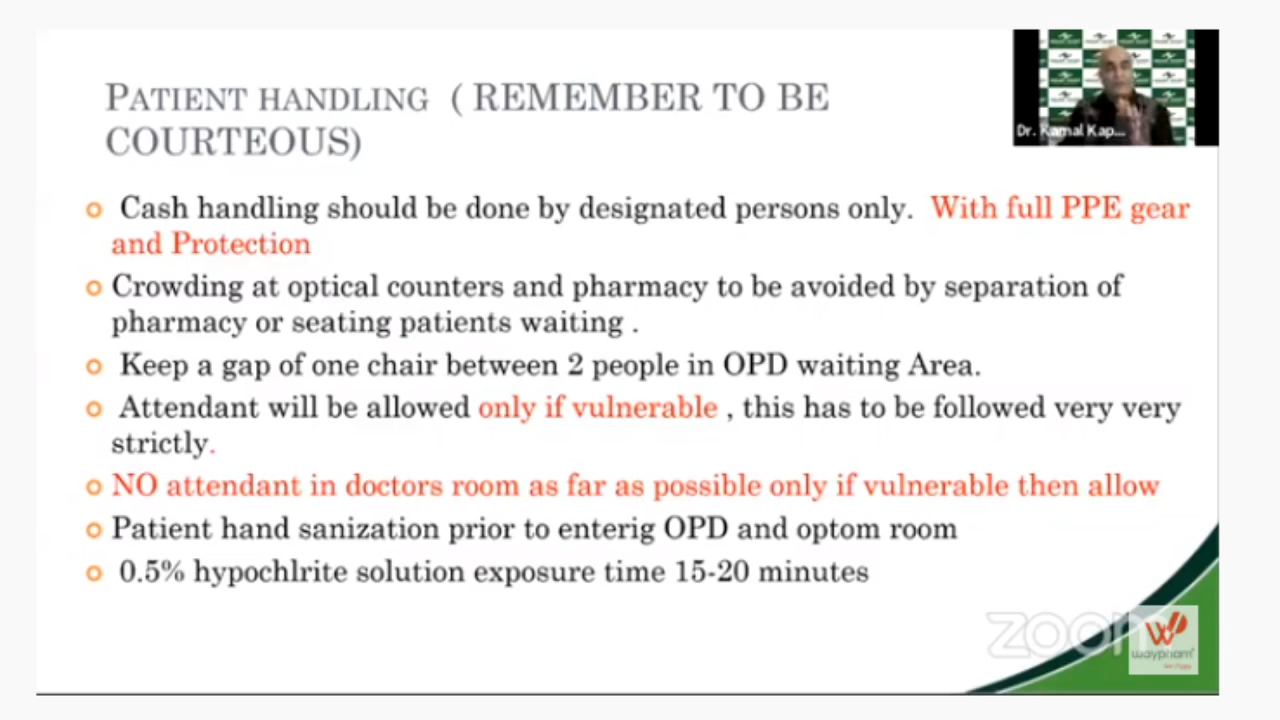 PATIENT HANDLING ( REMEMBER TO BE
COURTEOUS)
Dr. Kamal Kap...
Cash handling should be done by designated persons only. With full PPE gear
and Protection
Crowding at optical counters and pharmacy to be avoided by separation of
pharmacy or seating patients waiting .
Keep a gap of one chair between 2 people in OPD waiting Area.
Attendant will be allowed only if vulnerable , this has to be followed very very
strictly.
NO attendant in doctors room as far as possible only if vulnerable then allow
Patient hand sanization prior to enterig OPD and optom room
0.5% hypochlrite solution exposure time 15-20 minutes
zoom
waypham